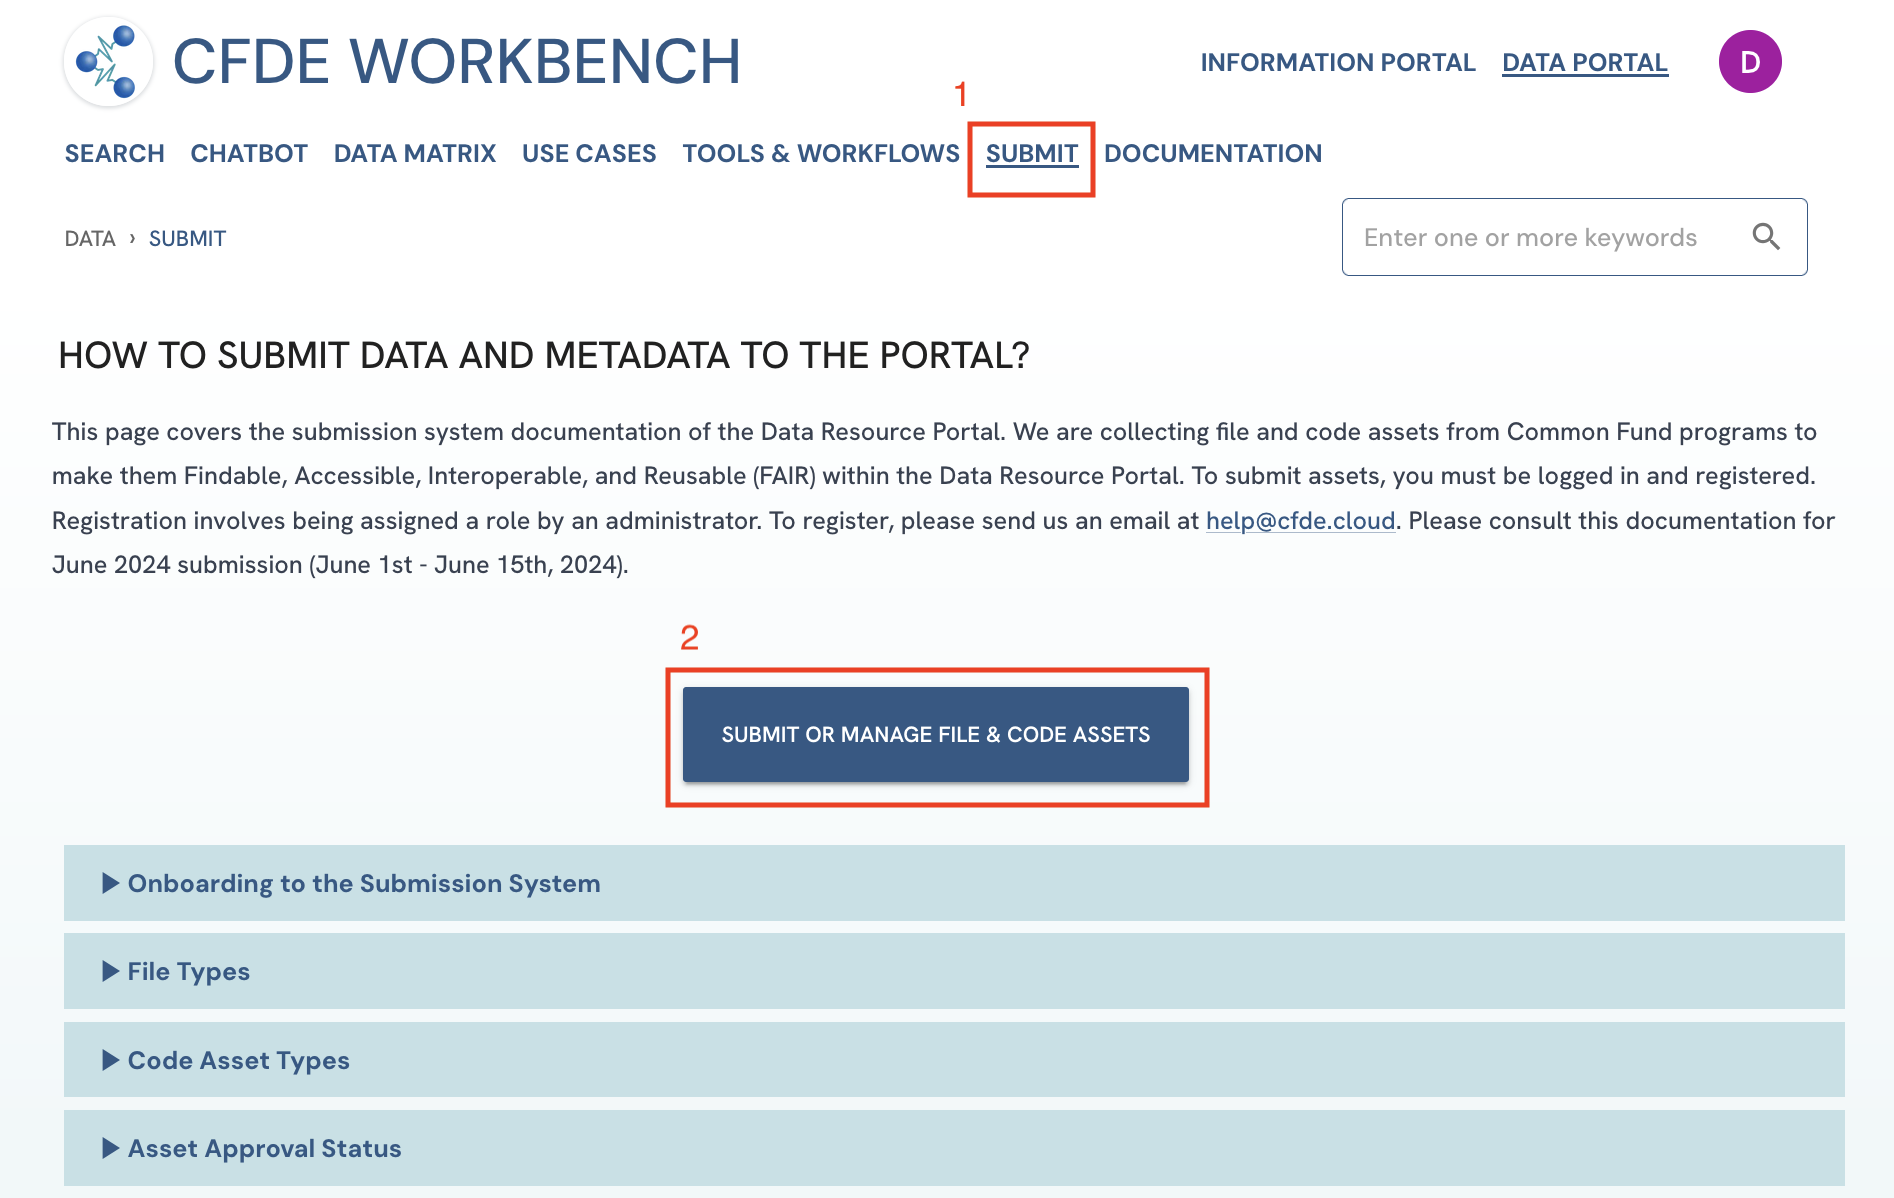 CFDE WORKBENCH
INFORMATION PORTAL
DATA PORTAL
D
1
SEARCH CHATBOT DATA MATRIX USE CASES TOOLS & WORKFLOWS SUBMIT DOCUMENTATION
DATA › SUBMIT
Enter one or more keywords
HOW TO SUBMIT DATA AND METADATA TO THE PORTAL?
This page covers the submission system documentation of the Data Resource Portal. We are collecting file and code assets from Common Fund programs to
make them Findable, Accessible, Interoperable, and Reusable (FAIR) within the Data Resource Portal. To submit assets, you must be logged in and registered.
Registration involves being assigned a role by an administrator. To register, please send us an email at help@cfde.cloud. Please consult this documentation for
June 2024 submission (June 1st - June 15th, 2024).
2
SUBMIT OR MANAGE FILE & CODE ASSETS
Onboarding to the Submission System
File Types
Code Asset Types
Asset Approval Status